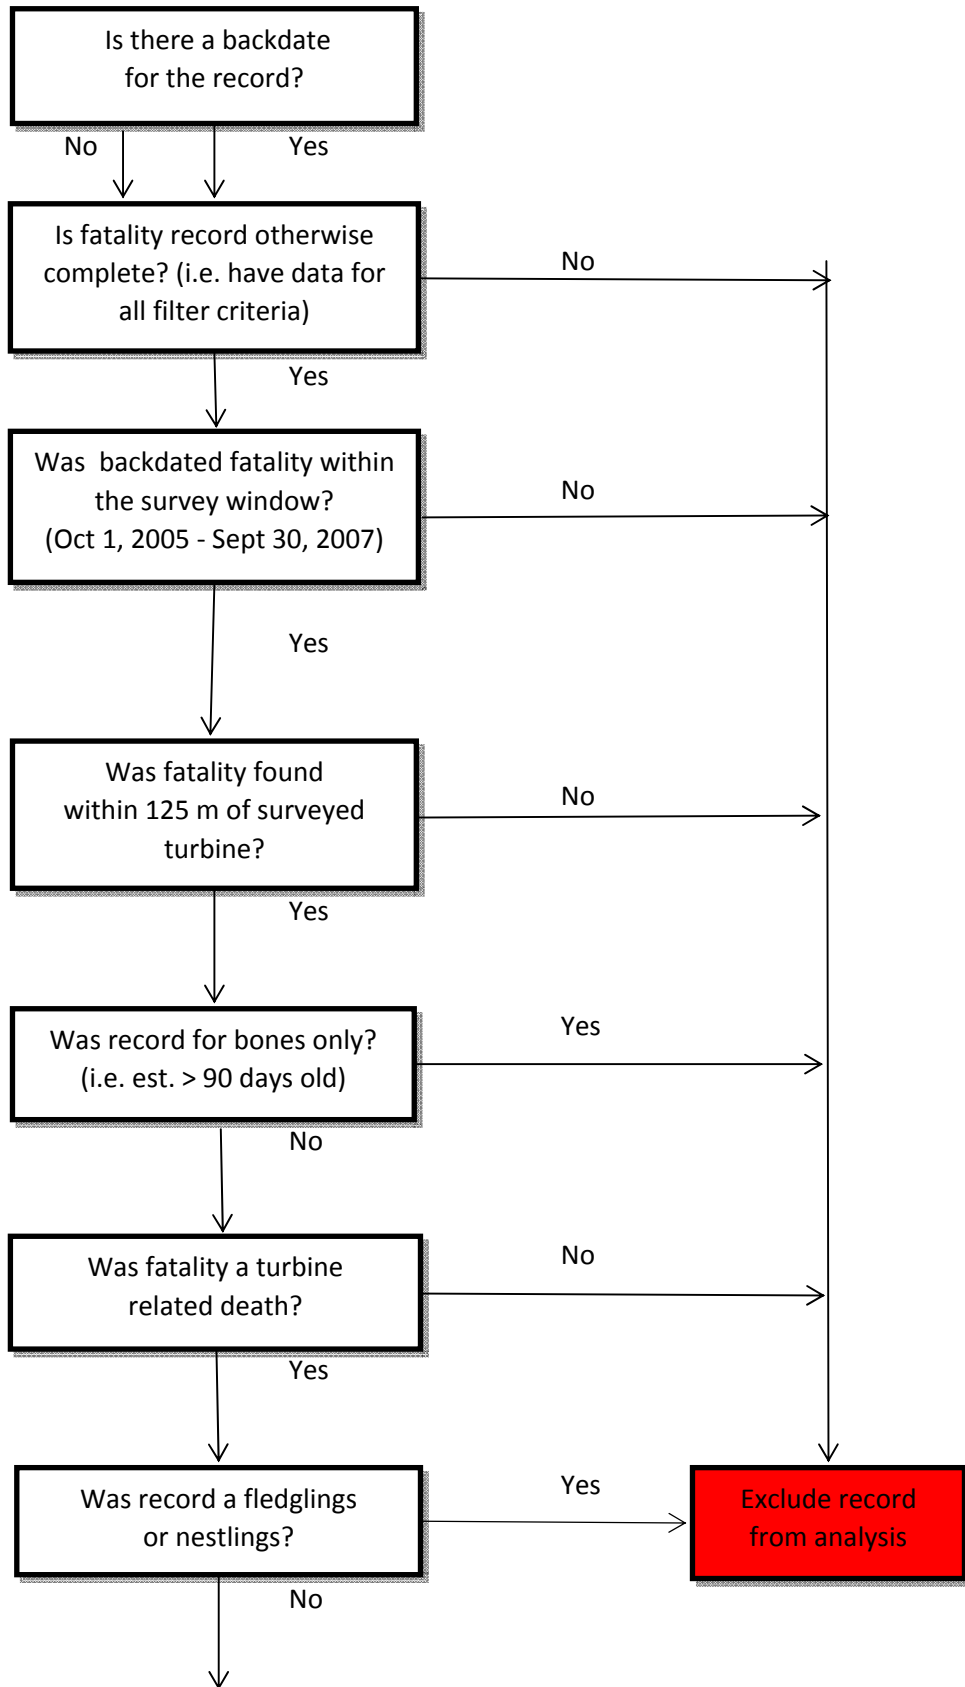 Is there a backdate
for the record?
No
Yes
Is fatality record otherwise
complete? (i.e. have data for
all filter criteria)
No
Yes
Was backdated fatality within
the survey window?
(Oct 1, 2005 - Sept 30, 2007)
No
Yes
Was fatality found
within 125 m of surveyed
turbine?
No
Yes
Was record for bones only?
(i.e. est. > 90 days old)
Yes
No
Was fatality a turbine
related death?
No
Yes
Was record a fledglings
or nestlings?
Yes
Exclude record
from analysis
No